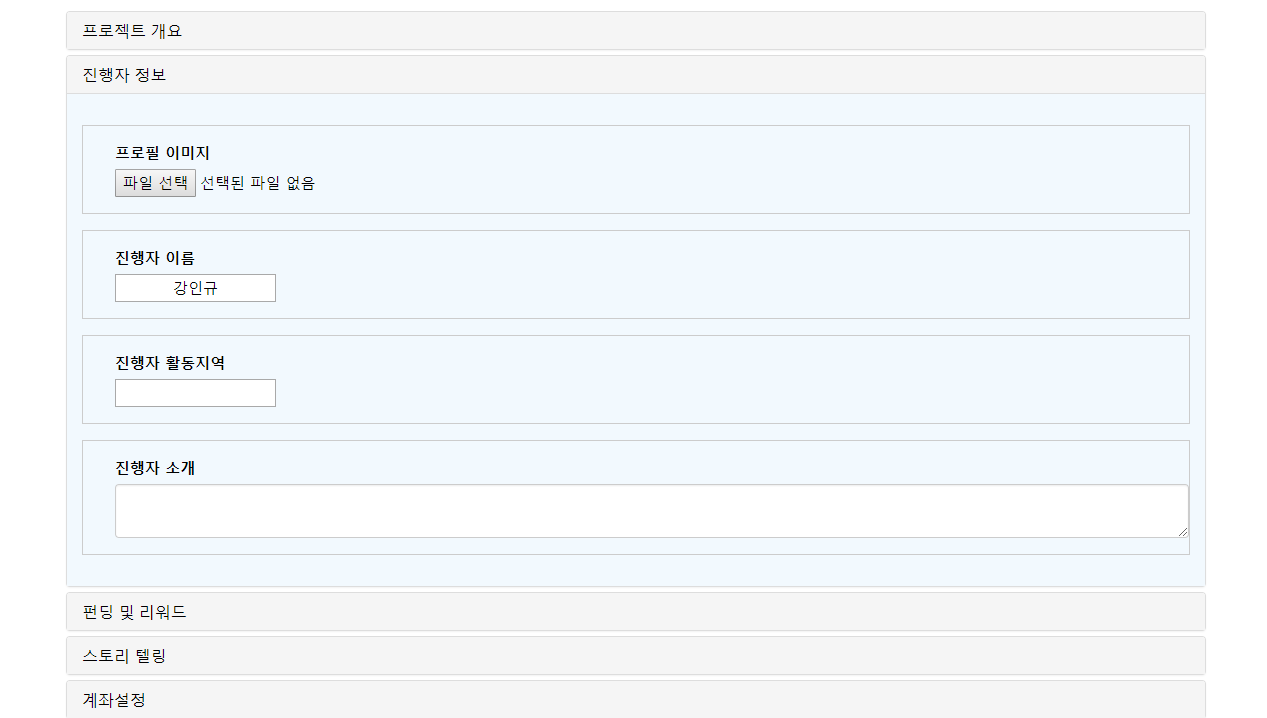 프로젝트 개요
진행자 정보
프로필 이미지
파일 선택 선택된 파일 없음
진행자 이름
강인규
진행자 활동지역
진행자 소개
펀딩 및 리워드
스토리 텔링
계좌설정